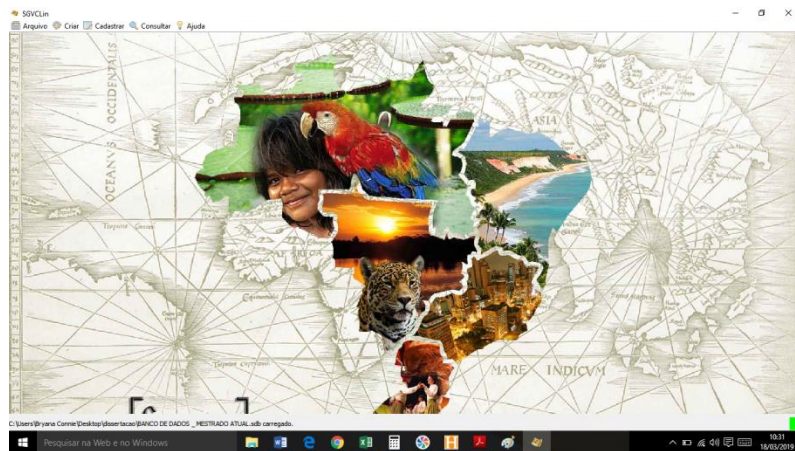 SGVCLin
Arquivo Criar Cadastrar Consultar Ajuda
OCEANVS OCCIDENTALIS
ASIA
MARE INDICVM
C:\Users\Bryana Connie\Desktop\dissertacao\BANCO DE DADOS _ MESTRADO ATUAL.sdb carregado.
Pesquisar na Web e no Windows
10:31
18/03/2019